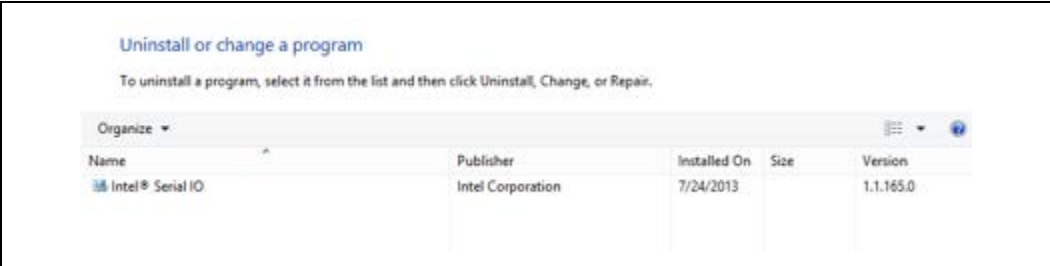 Uninstall or change a program
To uninstall a program, select it from the list and then click Uninstall, Change, or Repair.
Organize
Name Publisher Installed On Size Version
Intel® Serial IO Intel Corporation 7/24/2013 1.1.165.0